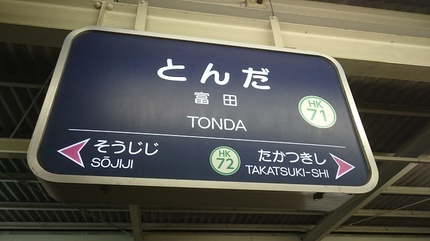 とんだ
富田
HK
71
TONDA
そうじじ
SŌJIJI
HK
72
たかつきし
TAKATSUKI-SHI